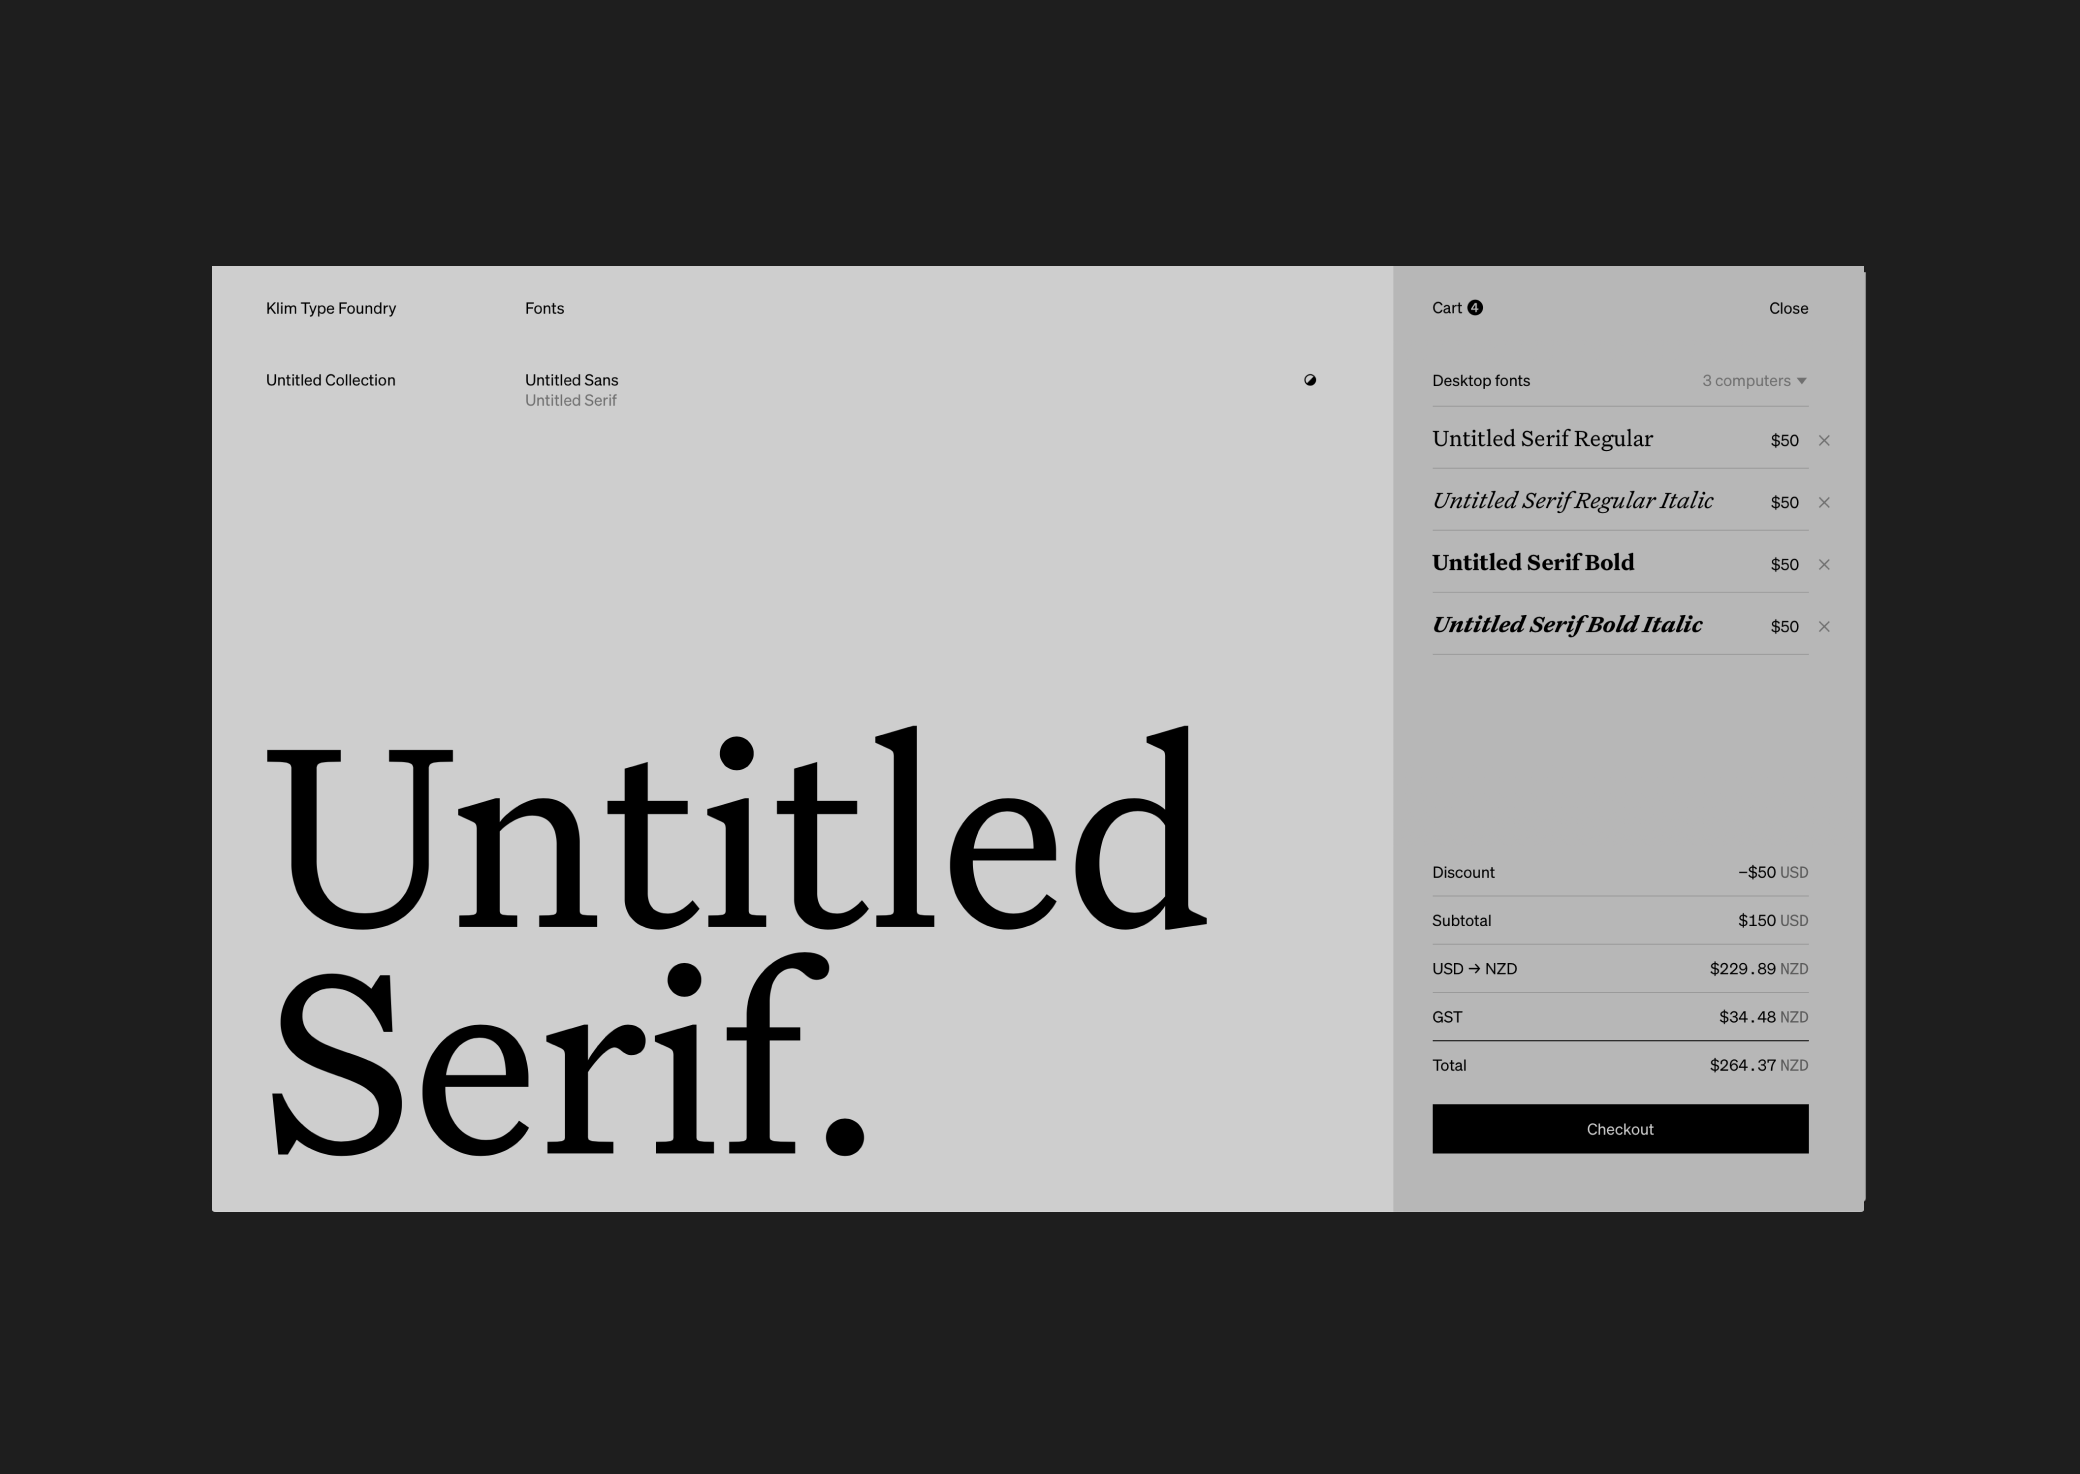 Klim Type Foundry
Fonts
Untitled Collection
Untitled Sans
Untitled Serif
Untitled
Serif.
Cart 4
Close
Desktop fonts 3 computers
Untitled Serif Regular $50 ×
Untitled Serif Regular Italic $50 ×
Untitled Serif Bold $50 ×
Untitled Serif Bold Italic $50 ×
Discount −$50 USD
Subtotal $150 USD
USD → NZD $229.89 NZD
GST $34.48 NZD
Total $264.37 NZD
Checkout